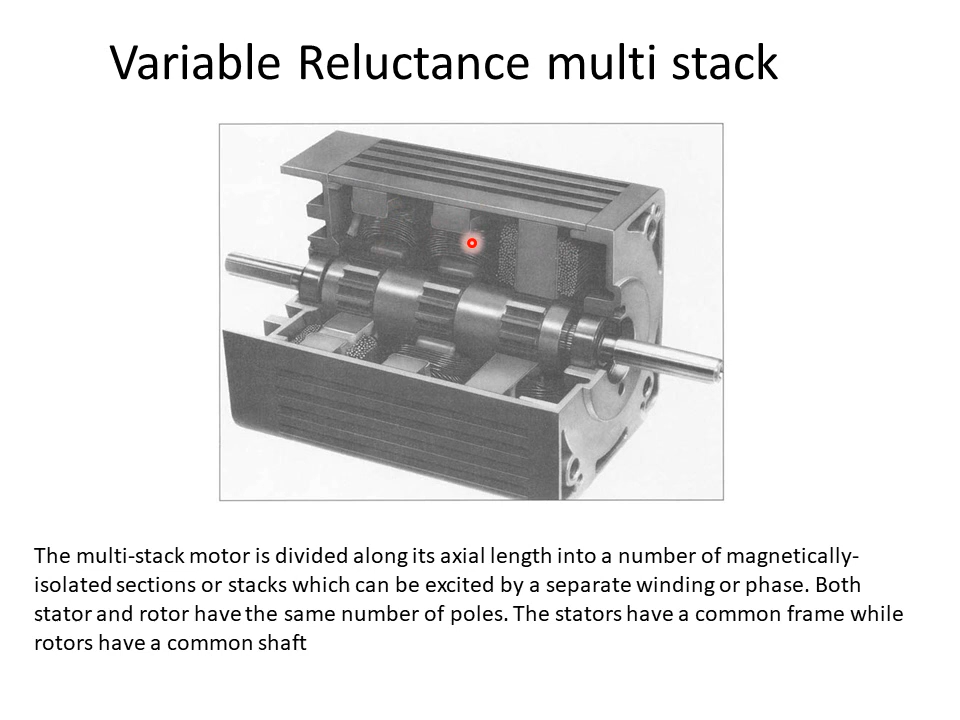 Variable Reluctance multi stack
The multi-stack motor is divided along its axial length into a number of magnetically-
isolated sections or stacks which can be excited by a separate winding or phase. Both
stator and rotor have the same number of poles. The stators have a common frame while
rotors have a common shaft